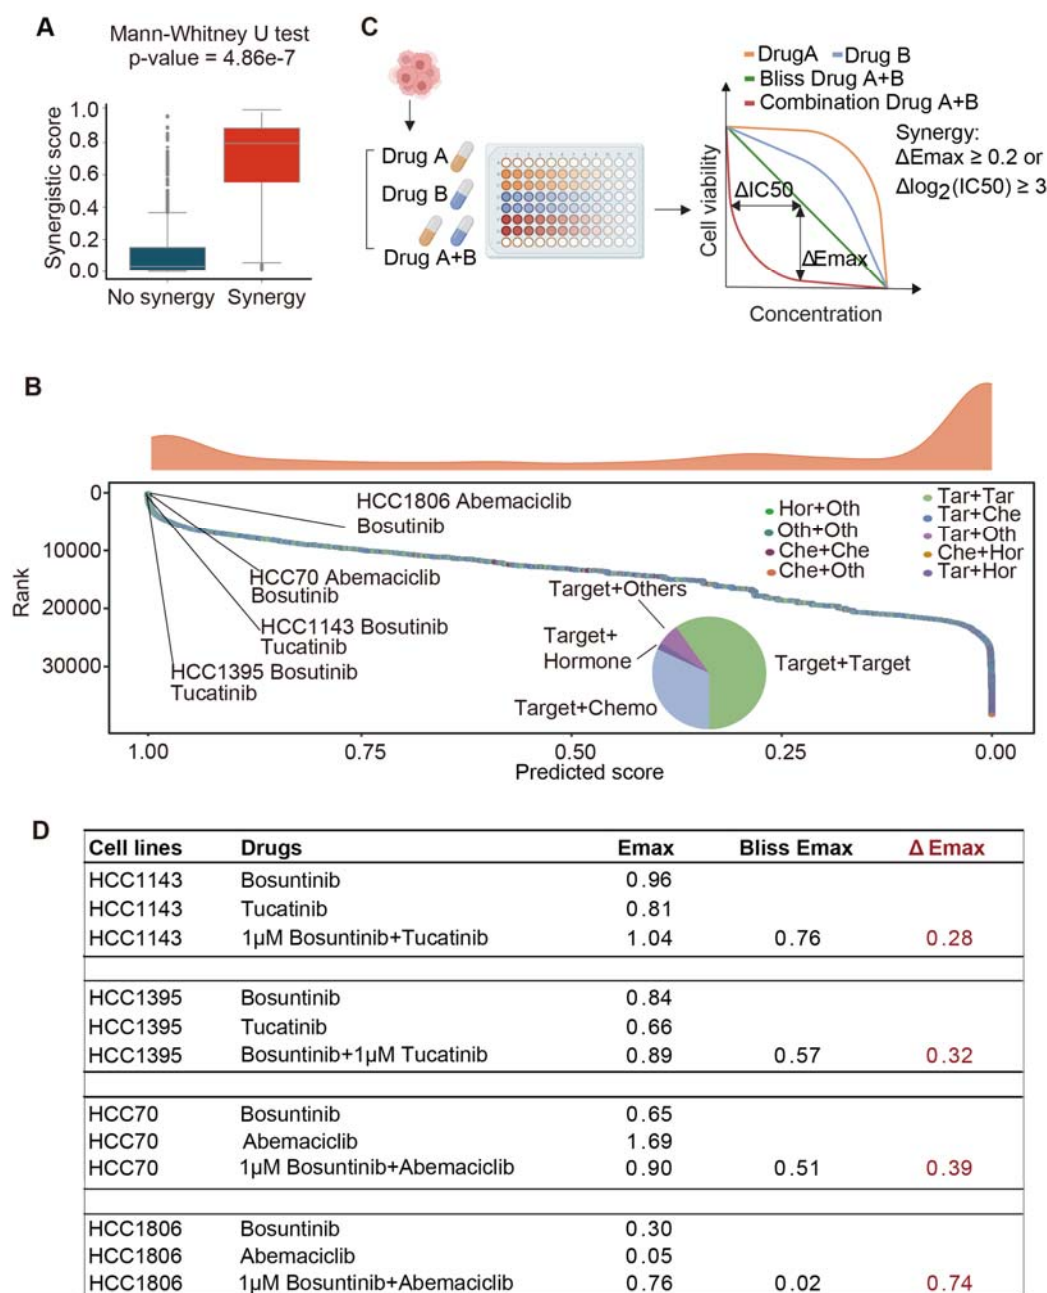 A
Mann-Whitney U test
p-value = 4.86e-7
Synergistic score
1.0
0.8
0.6
0.4
0.2
0.0
No synergy
Synergy
C
Drug A
Drug B
Drug A+B
DrugA
Drug B
Bliss Drug A+B
Combination Drug A+B
Cell viability
ΔIC50
ΔEmax
Concentration
Synergy:
ΔEmax ≥ 0.2 or
Δlog2(IC50) ≥ 3
B
Rank
0
10000
20000
30000
HCC1806 Abemaciclib
Bosutinib
HCC70 Abemaciclib
Bosutinib
HCC1143 Bosutinib
Tucatinib
HCC1395 Bosutinib
Tucatinib
Hor+Oth
Oth+Oth
Che+Che
Che+Oth
Tar+Tar
Tar+Che
Tar+Oth
Che+Hor
Tar+Hor
Target+Others
Target+
Hormone
Target+Chemo
Target+Target
1.00 0.75 0.50 0.25 0.00
Predicted score
D
Cell lines Drugs Emax Bliss Emax Δ Emax
HCC1143 Bosuntinib 0.96
HCC1143 Tucatinib 0.81
HCC1143 1μM Bosuntinib+Tucatinib 1.04 0.76 0.28
HCC1395 Bosuntinib 0.84
HCC1395 Tucatinib 0.66
HCC1395 Bosuntinib+1μM Tucatinib 0.89 0.57 0.32
HCC70 Bosuntinib 0.65
HCC70 Abemaciclib 1.69
HCC70 1μM Bosuntinib+Abemaciclib 0.90 0.51 0.39
HCC1806 Bosuntinib 0.30
HCC1806 Abemaciclib 0.05
HCC1806 1μM Bosuntinib+Abemaciclib 0.76 0.02 0.74